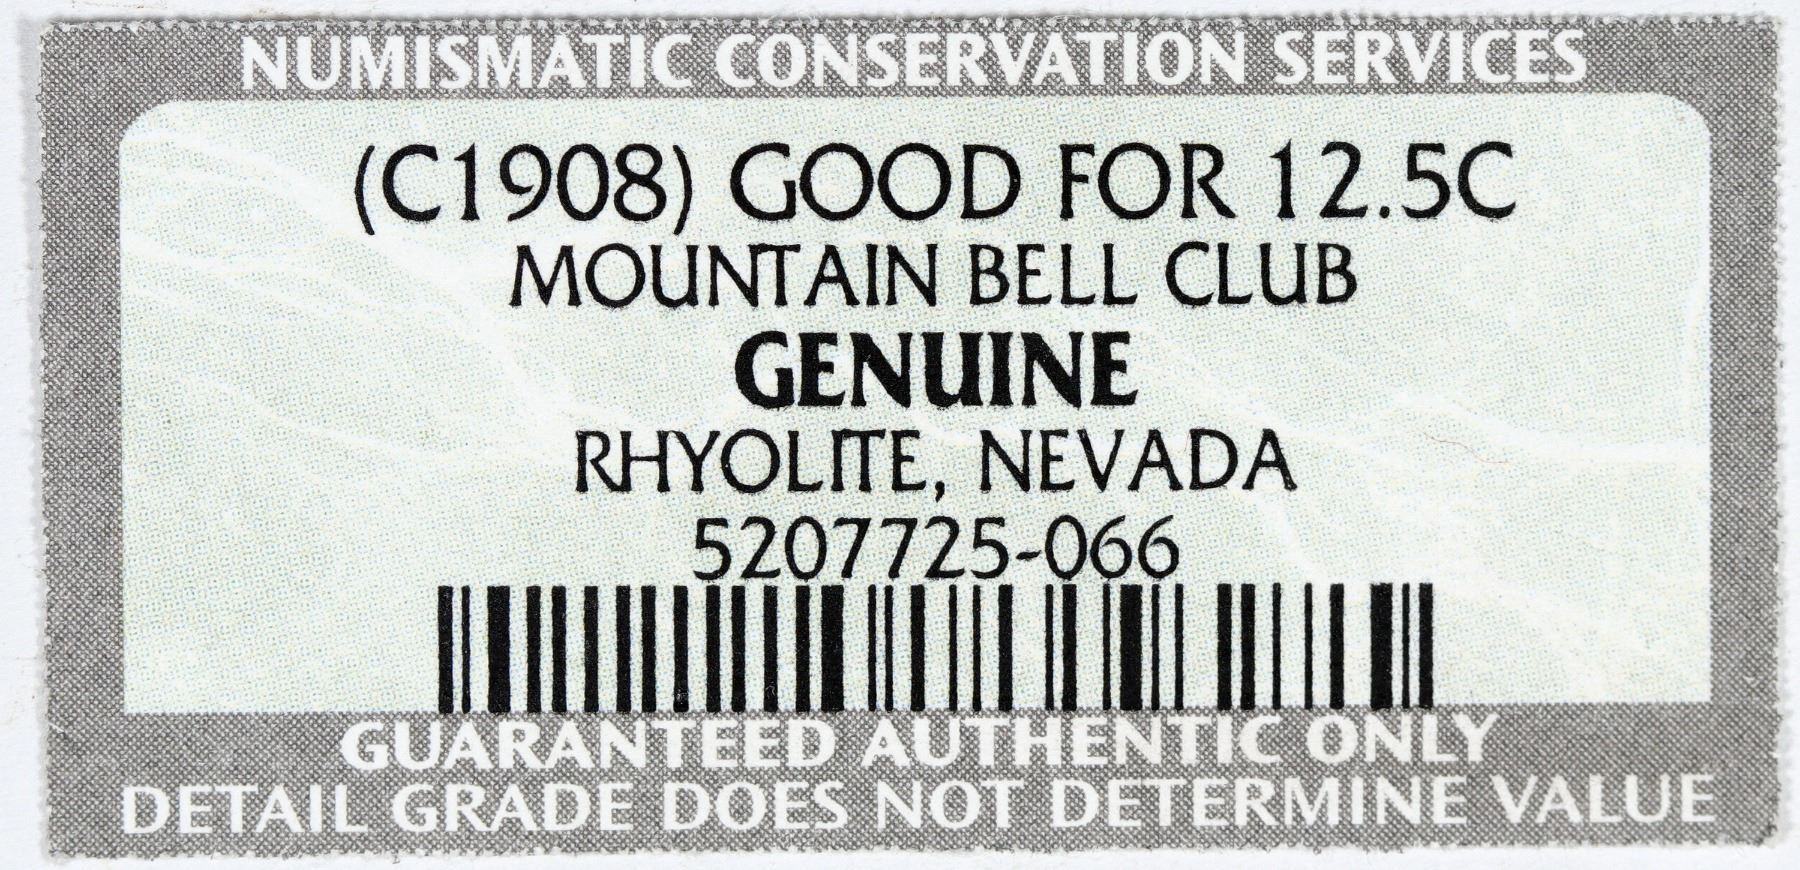 NUMISMATIC CONSERVATION SERVICES
(C1908) GOOD FOR 12.5C
MOUNTAIN BELL CLUB
GENUINE
RHYOLITE, NEVADA
5207725-066
GUARANTEED AUTHENTIC ONLY
DETAIL GRADE DOES NOT DETERMINE VALUE